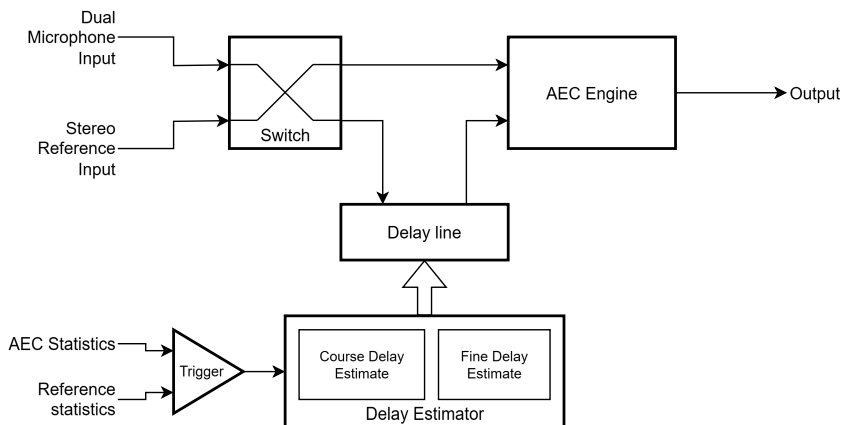 Dual
Microphone
Input
Stereo
Reference
Input
Switch
AEC Engine
Output
Delay line
AEC Statistics
Reference
statistics
Trigger
Course Delay
Estimate
Fine Delay
Estimate
Delay Estimator